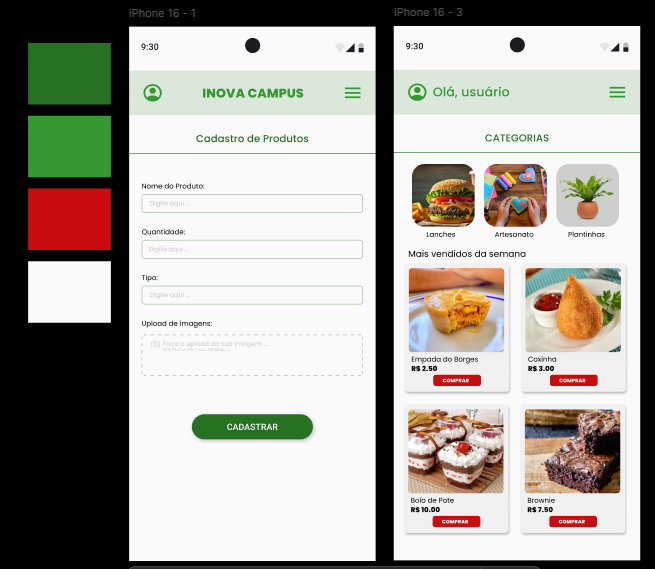 iPhone 16 - 1
9:30
INOVA CAMPUS
Cadastro de Produtos
Nome do Produto:
Digite aqui ...
Quantidade:
Digite aqui ...
Tipo:
Digite aqui ...
Upload de imagens:
Faça o upload da sua imagem ...
CADASTRAR
iPhone 16 - 3
9:30
Olá, usuário
CATEGORIAS
Lanches
Artesanato
Plantinhas
Mais vendidos da semana
Empada do Borges
R$ 2.50
COMPRAR
Coxinha
R$ 3.00
COMPRAR
Bolo de Pote
R$ 10.00
COMPRAR
Brownie
R$ 7.50
COMPRAR